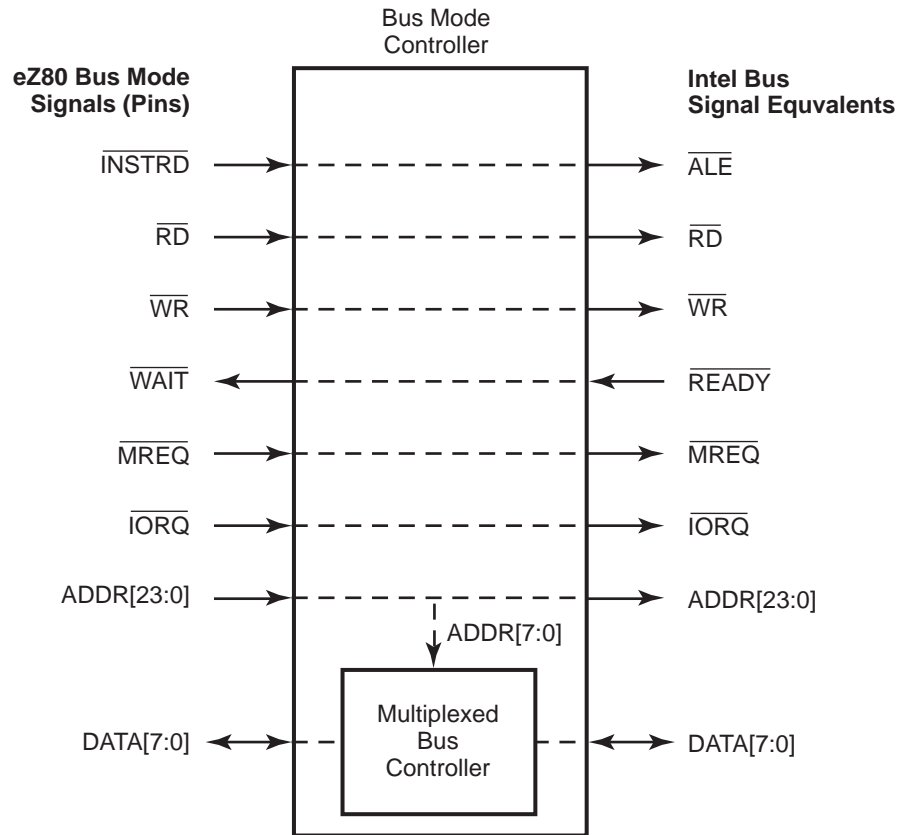 Bus Mode
Controller
eZ80 Bus Mode
Signals (Pins)
Intel Bus
Signal Equvalents
INSTRD
ALE
RD
RD
WR
WR
WAIT
READY
MREQ
MREQ
IORQ
IORQ
ADDR[23:0]
ADDR[23:0]
ADDR[7:0]
Multiplexed
Bus
Controller
DATA[7:0]
DATA[7:0]